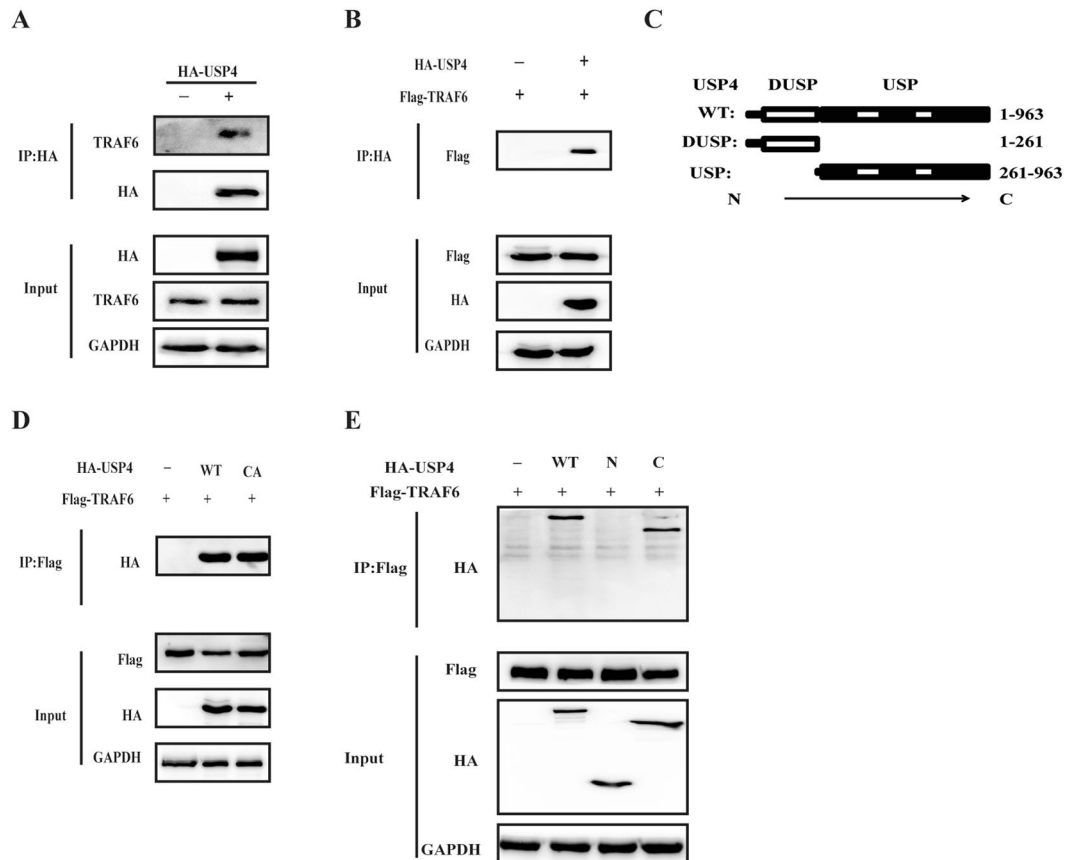 A
HA-USP4
– +
IP:HA
TRAF6
HA
Input
HA
TRAF6
GAPDH
B
HA-USP4 – +
Flag-TRAF6 + +
IP:HA
Flag
Input
Flag
HA
GAPDH
C
USP4 DUSP USP
WT: 1-963
DUSP: 1-261
USP: 261-963
N C
D
HA-USP4 – WT CA
Flag-TRAF6 + + +
IP:Flag HA
Flag
Input HA
GAPDH
E
HA-USP4 – WT N C
Flag-TRAF6 + + + +
IP:Flag HA
Flag
Input HA
GAPDH